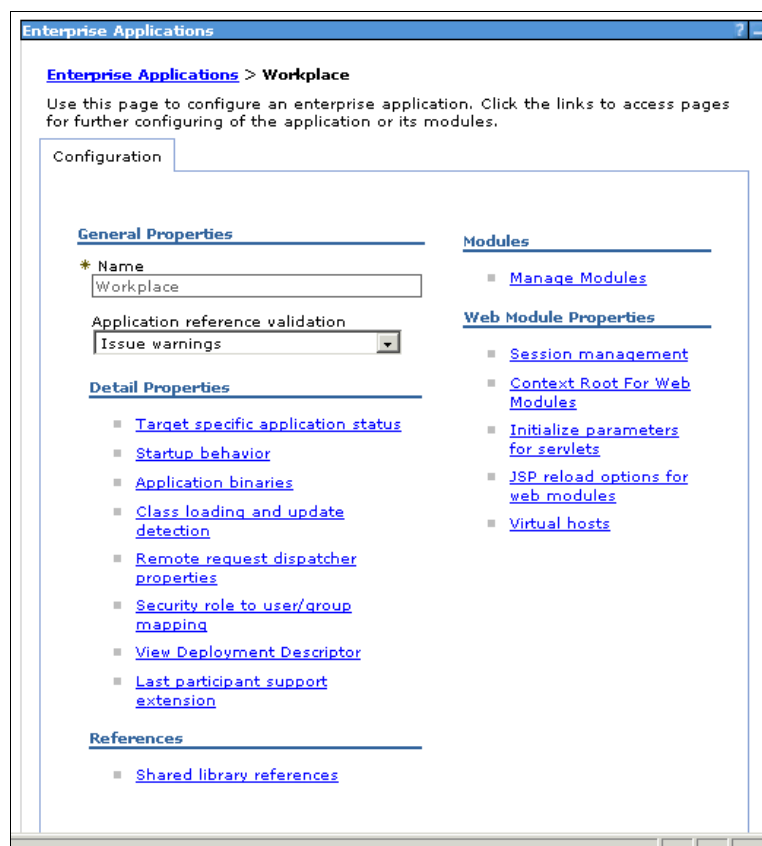 Enterprise Applications ?
Enterprise Applications > Workplace
Use this page to configure an enterprise application. Click the links to access pages
for further configuring of the application or its modules.
Configuration
General Properties
* Name
Workplace
Application reference validation
Issue warnings
Detail Properties
Target specific application status
Startup behavior
Application binaries
Class loading and update
detection
Remote request dispatcher
properties
Security role to user/group
mapping
View Deployment Descriptor
Last participant support
extension
References
Shared library references
Modules
Manage Modules
Web Module Properties
Session management
Context Root For Web
Modules
Initialize parameters
for servlets
JSP reload options for
web modules
Virtual hosts